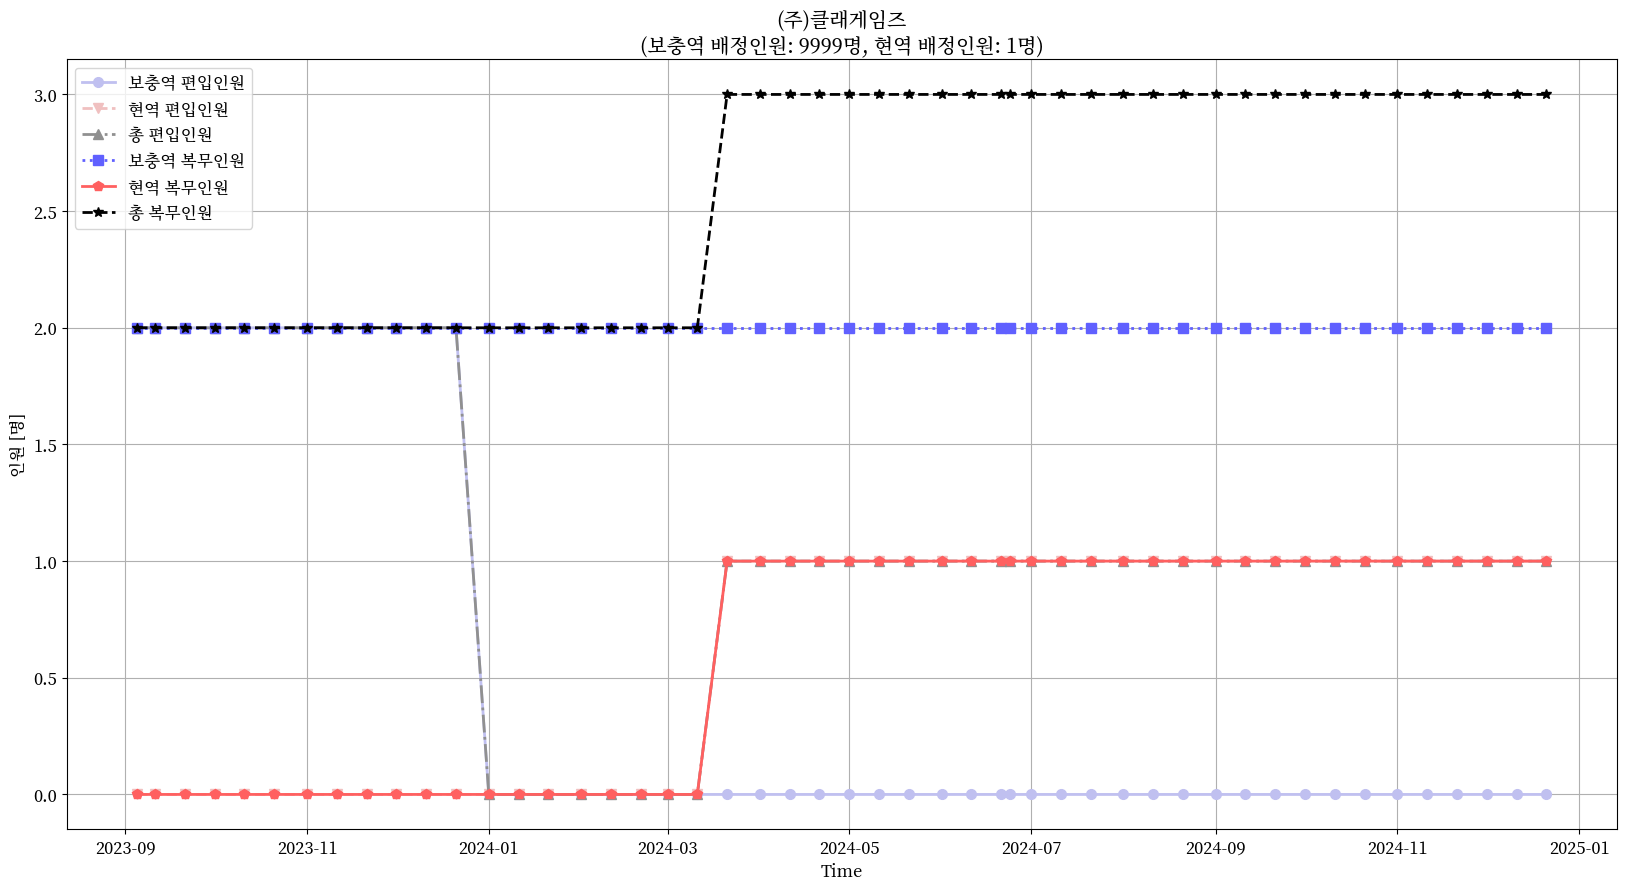 (주)클래게임즈
(보충역 배정인원: 9999명, 현역 배정인원: 1명)
보충역 편입인원
현역 편입인원
총 편입인원
보충역 복무인원
현역 복무인원
총 복무인원
3.0
2.5
2.0
1.5
1.0
0.5
0.0
인원 [명]
2023-09
2023-11
2024-01
2024-03
2024-05
2024-07
2024-09
2024-11
2025-01
Time